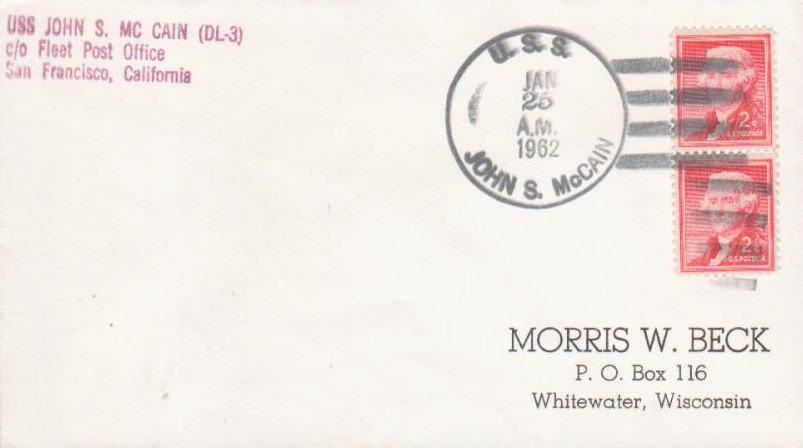 USS JOHN S. MC CAIN (DL-3)
c/o Fleet Post Office
San Francisco, California
U. S. S.
JAN
25
A.M.
1962
JOHN S. McCAIN
2¢
U.S. POSTAGE
2¢
U.S. POSTAGE
MORRIS W. BECK
P. O. Box 116
Whitewater, Wisconsin